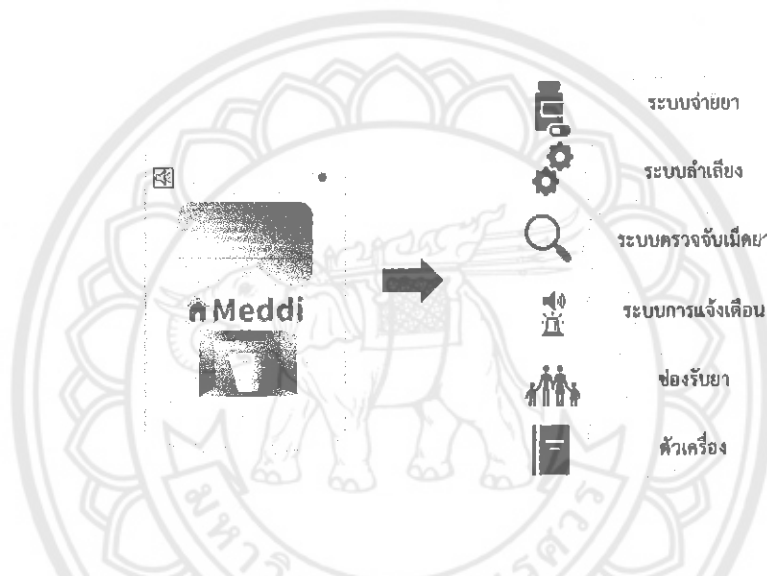 ระบบจ่ายยา
ระบบลำเลียง
ระบบตรวจจับเม็ดยา
Meddi
ระบบการแจ้งเตือน
ช่องรับยา
ตัวเครื่อง